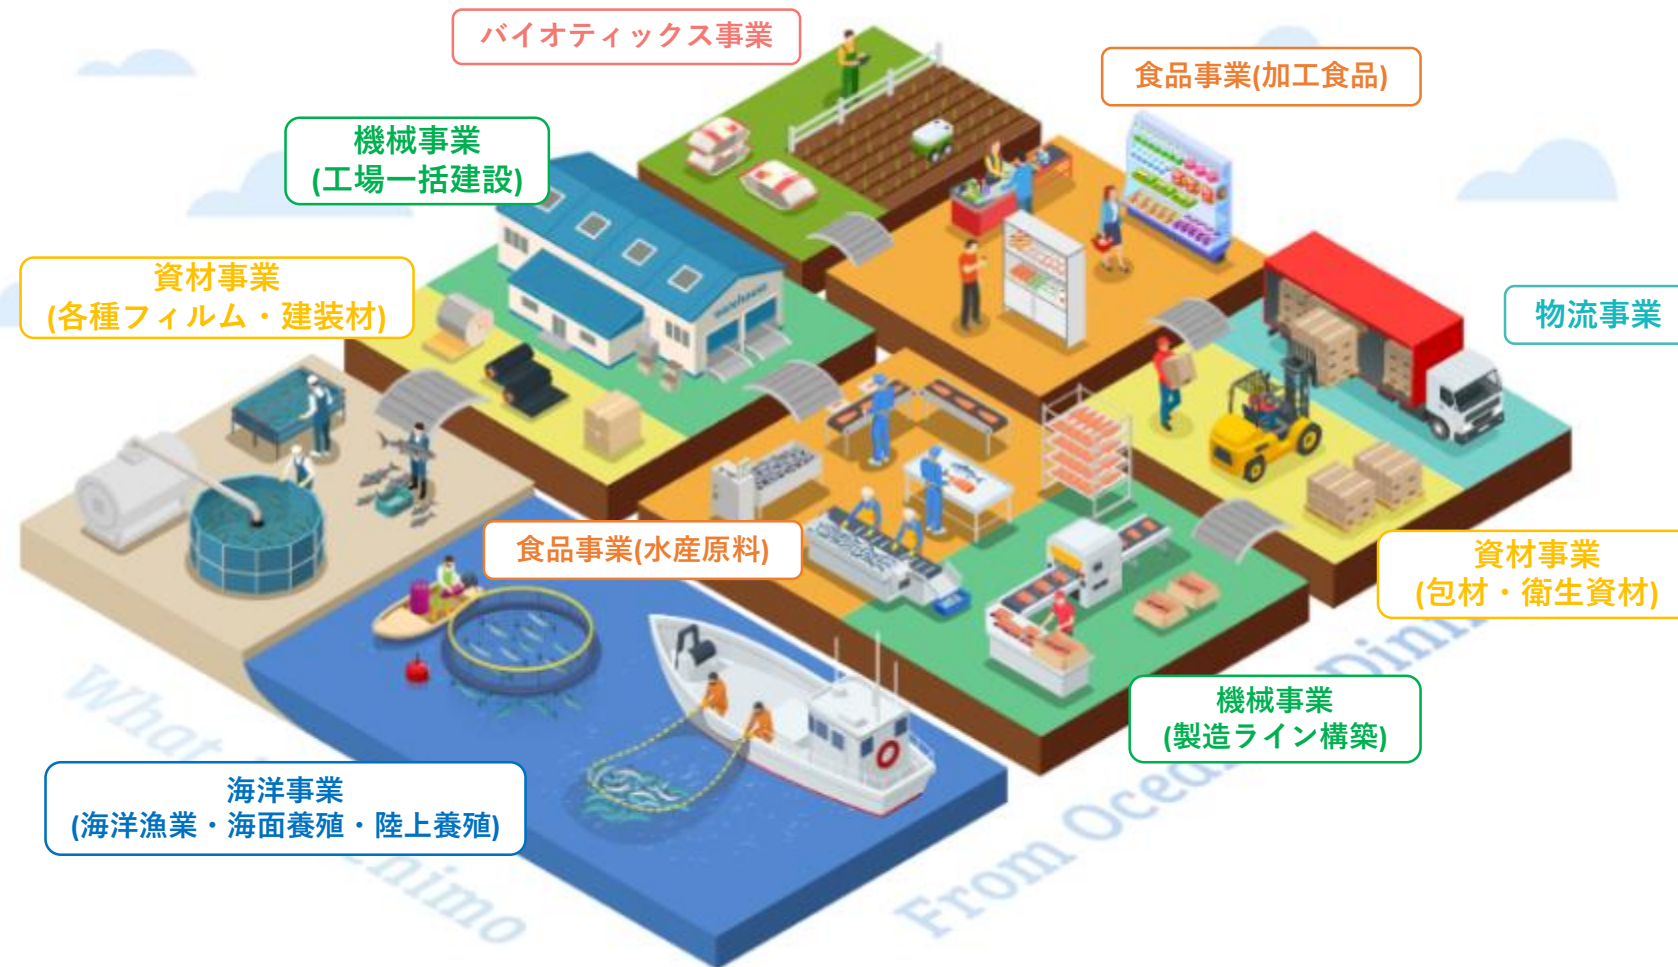 バイオティックス事業
食品事業(加工食品)
機械事業
(工場一括建設)
資材事業
(各種フィルム・建装材)
物流事業
warehouse
食品事業(水産原料)
資材事業
(包材・衛生資材)
機械事業
(製造ライン構築)
海洋事業
(海洋漁業・海面養殖・陸上養殖)
What
From Ocean